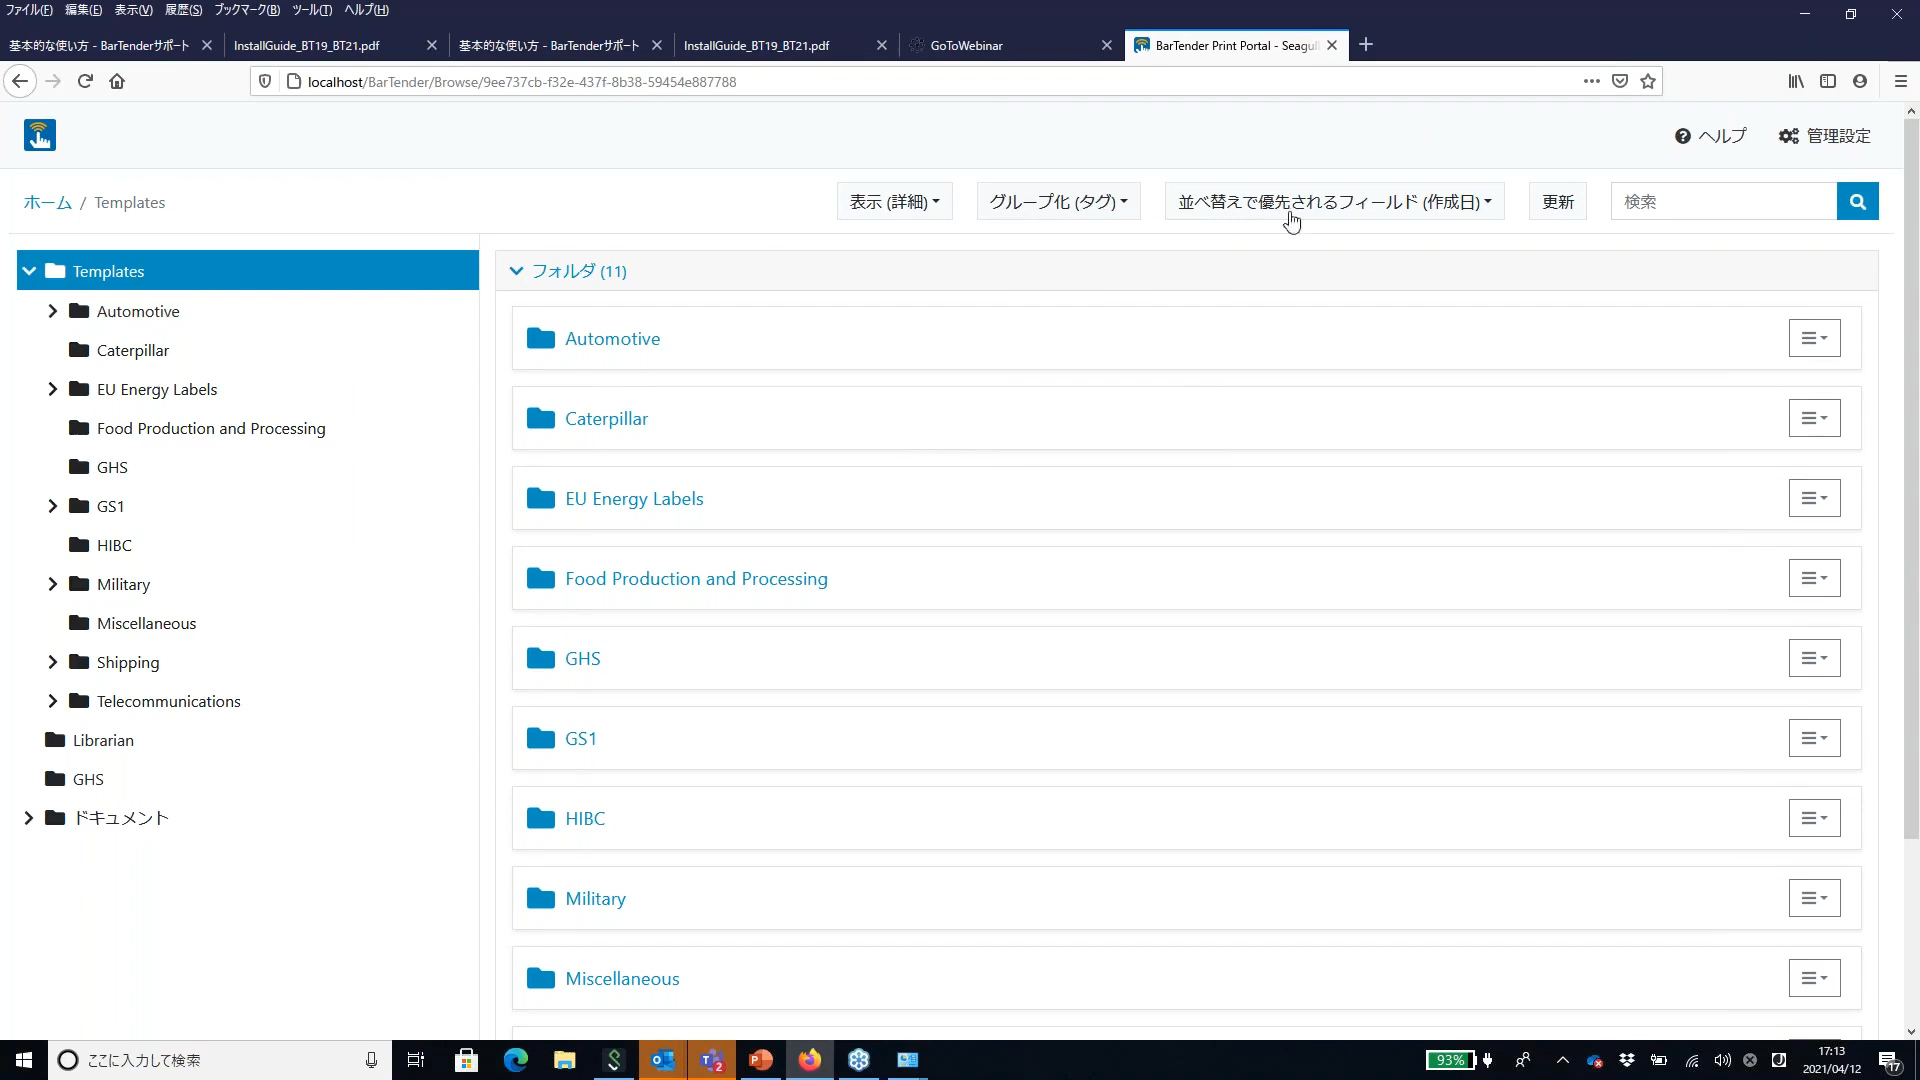 ファイル(F) 編集(E) 表示(V) 履歴(S) ブックマーク(B) ツール(T) ヘルプ(H)
基本的な使い方 - BarTenderサポート InstallGuide_BT19_BT21.pdf 基本的な使い方 - BarTenderサポート InstallGuide_BT19_BT21.pdf GoToWebinar BarTender Print Portal - Seagull
localhost/BarTender/Browse/9ee737cb-f32e-437f-8b38-59454e887788
ヘルプ 管理設定
ホーム / Templates 表示 (詳細) グループ化 (タグ) 並べ替えで優先されるフィールド (作成日) 更新 検索
Templates
Automotive
Caterpillar
EU Energy Labels
Food Production and Processing
GHS
GS1
HIBC
Military
Miscellaneous
Shipping
Telecommunications
Librarian
GHS
ドキュメント
フォルダ (11)
Automotive
Caterpillar
EU Energy Labels
Food Production and Processing
GHS
GS1
HIBC
Military
Miscellaneous
ここに入力して検索
2
93%
17:13
2021/04/12
17